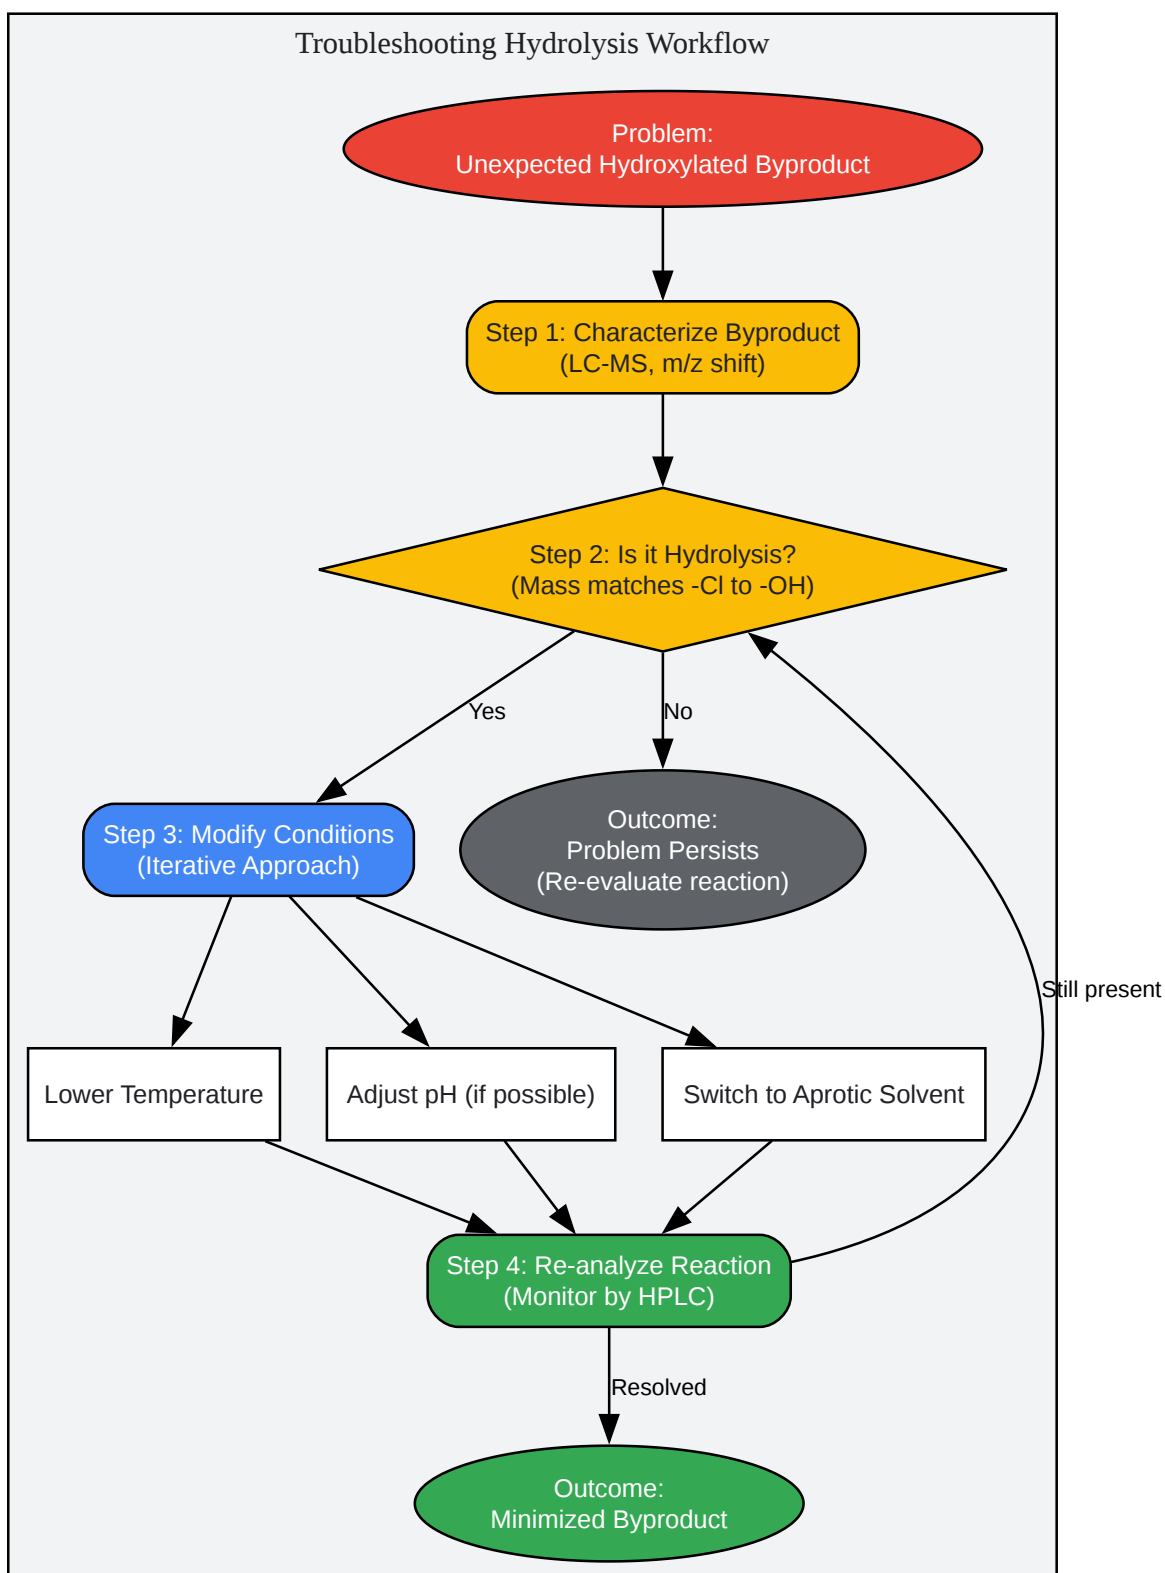 Troubleshooting Hydrolysis Workflow
Problem:
Unexpected Hydroxylated Byproduct
Step 1: Characterize Byproduct
(LC-MS, m/z shift)
Step 2: Is it Hydrolysis?
(Mass matches -Cl to -OH)
Yes
No
Step 3: Modify Conditions
(Iterative Approach)
Outcome:
Problem Persists
(Re-evaluate reaction)
Still present
Lower Temperature
Adjust pH (if possible)
Switch to Aprotic Solvent
Step 4: Re-analyze Reaction
(Monitor by HPLC)
Resolved
Outcome:
Minimized Byproduct